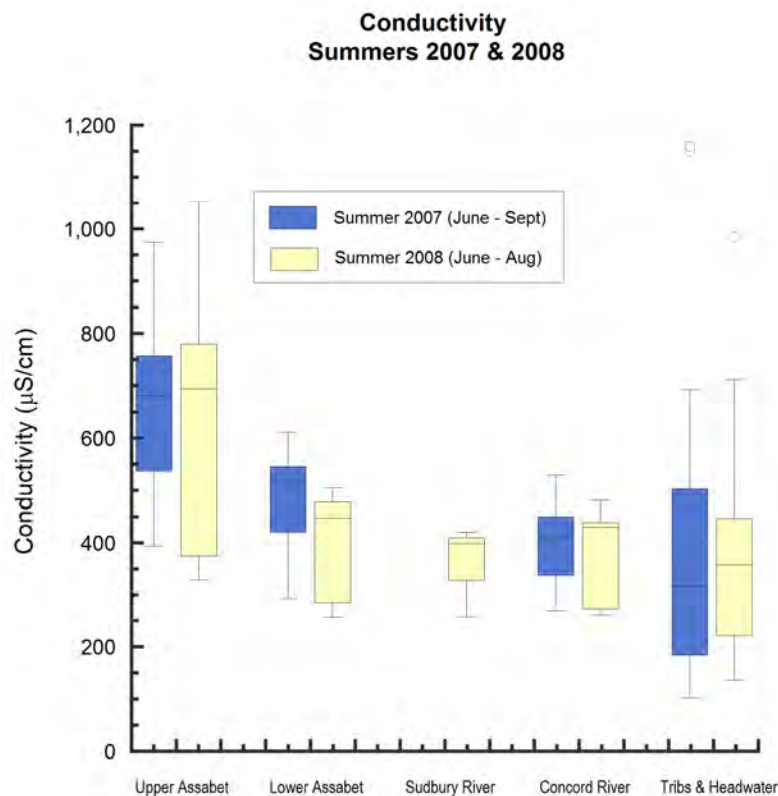 Conductivity
Summers 2007 & 2008
1,200
1,000
800
600
400
200
0
Conductivity (µS/cm)
Summer 2007 (June - Sept)
Summer 2008 (June - Aug)
Upper Assabet Lower Assabet Sudbury River Concord River Tribs & Headwater